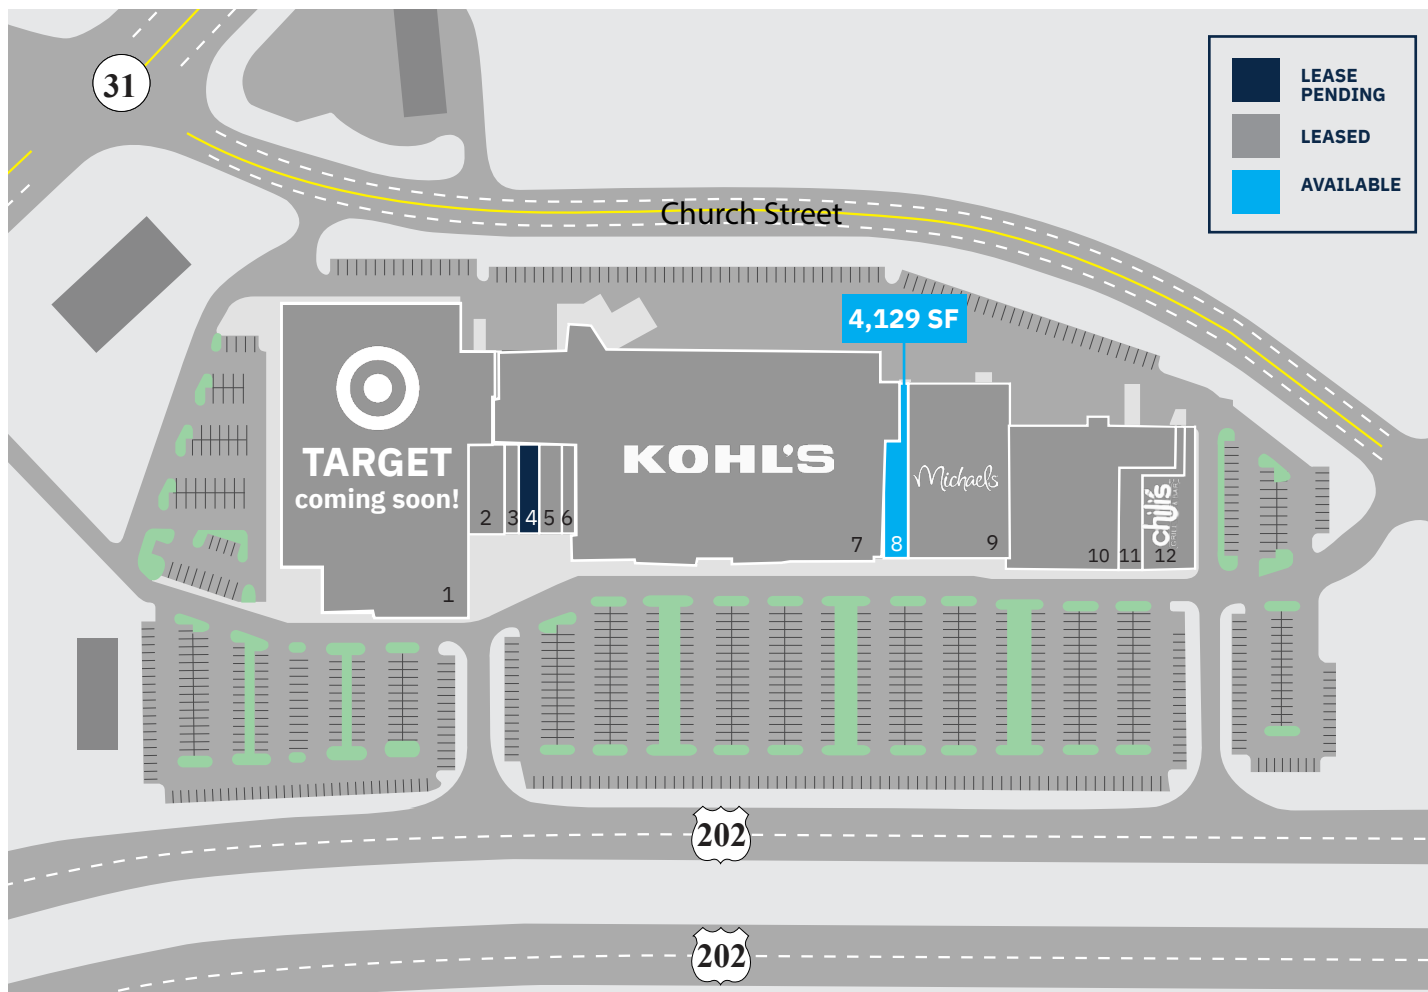 31
LEASE
PENDING
LEASED
AVAILABLE
Church Street
4,129 SF
TARGET
coming soon!
KOHL'S
Michaels
chili's
2
3
4
5
6
7
8
9
10
11
12
1
202
202